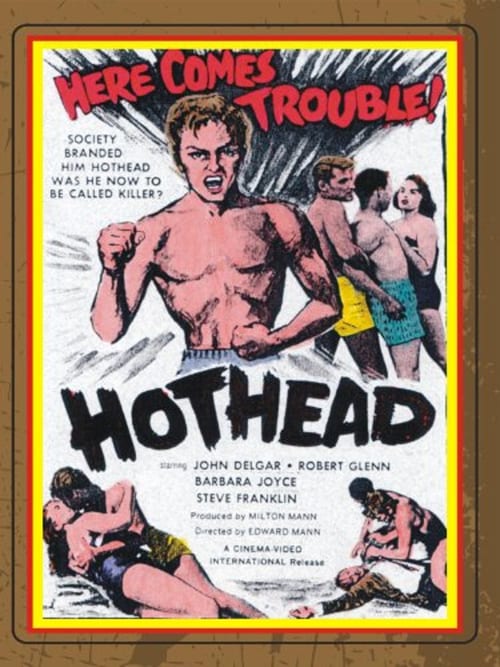 HERE COMES
TROUBLE!
SOCIETY
BRANDED
HIM HOTHEAD
WAS HE NOW TO
BE CALLED KILLER?
HOTHEAD
starring JOHN DELGAR • ROBERT GLENN
BARBARA JOYCE
STEVE FRANKLIN
Produced by MILTON MANN
Directed by EDWARD MANN
A CINEMA-VIDEO
INTERNATIONAL Release